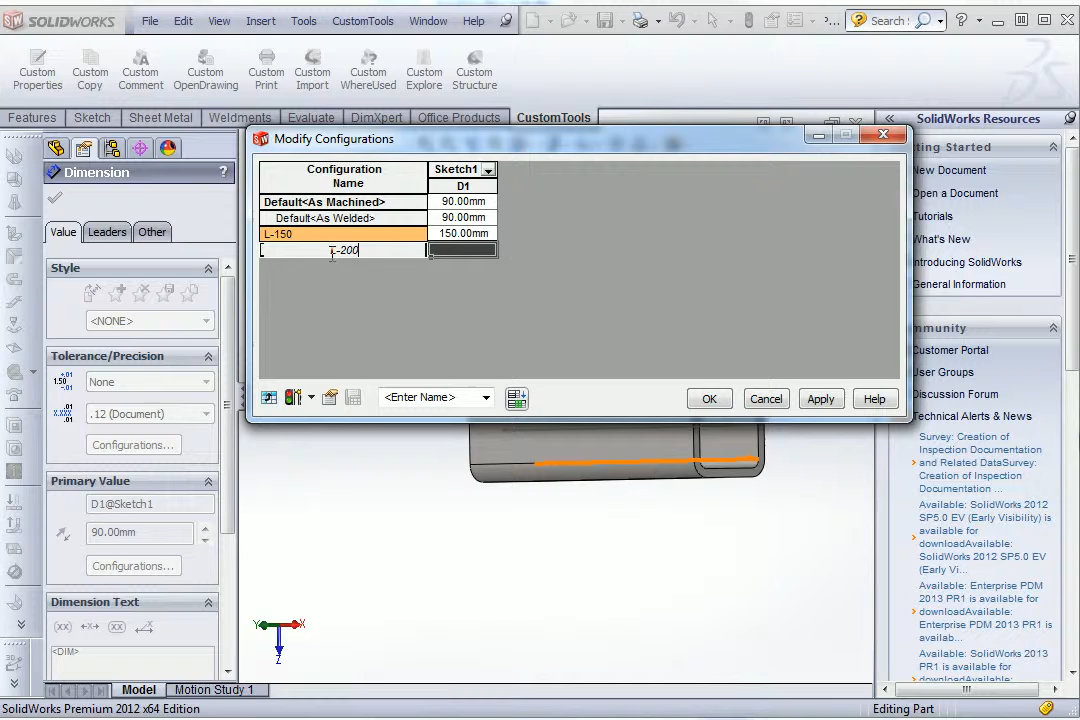 SOLIDWORKS
File
Edit
View
Insert
Tools
CustomTools
Window
Help
Search
Custom Properties
Custom Copy
Custom Comment
Custom OpenDrawing
Custom Print
Custom Import
Custom WhereUsed
Custom Explore
Custom Structure
Features
Sketch
Sheet Metal
Weldments
Evaluate
DimXpert
Office Products
CustomTools
SolidWorks Resources
Dimension
?
Value
Leaders
Other
Style
<NONE>
Tolerance/Precision
None
.12 (Document)
Configurations...
Primary Value
D1@Sketch1
90.00mm
Configurations...
Dimension Text
<DIM>
Modify Configurations
Configuration Name
Sketch1
D1
Default<As Machined>
90.00mm
Default<As Welded>
90.00mm
L-150
150.00mm
L-200
<Enter Name>
OK
Cancel
Apply
Help
Y
X
Z
tting Started
New Document
Open a Document
Tutorials
What's New
Introducing SolidWorks
General Information
mmunity
Customer Portal
User Groups
Discussion Forum
Technical Alerts & News
Survey: Creation of
Inspection Documentation
and Related DataSurvey:
Creation of Inspection
Documentation ...
Available: SolidWorks 2012
SP5.0 EV (Early Visibility) is
available for
downloadAvailable:
SolidWorks 2012 SP5.0 EV
(Early Vi...
Available: Enterprise PDM
2013 PR1 is available for
downloadAvailable:
Enterprise PDM 2013 PR1 is
availab...
Available: SolidWorks 2013
PR1 is available for
Model
Motion Study 1
SolidWorks Premium 2012 x64 Edition
Editing Part